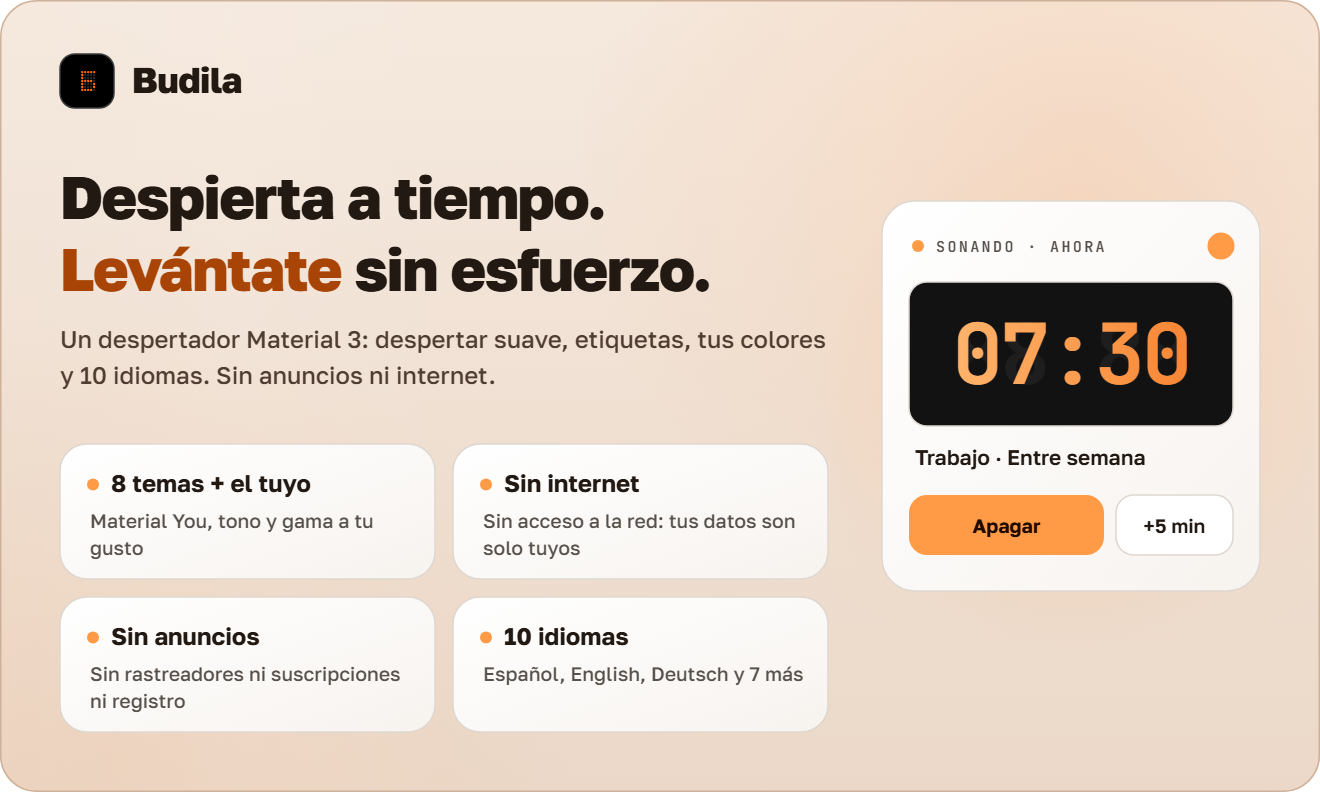 6
Budila
Despierta a tiempo.
Levántate sin esfuerzo.
Un despertador Material 3: despertar suave, etiquetas, tus colores
y 10 idiomas. Sin anuncios ni internet.
8 temas + el tuyo
Material You, tono y gama a tu
gusto
Sin internet
Sin acceso a la red: tus datos son
solo tuyos
Sin anuncios
Sin rastreadores ni suscripciones
ni registro
10 idiomas
Español, English, Deutsch y 7 más
SONANDO · AHORA
07:30
Trabajo · Entre semana
Apagar
+5 min